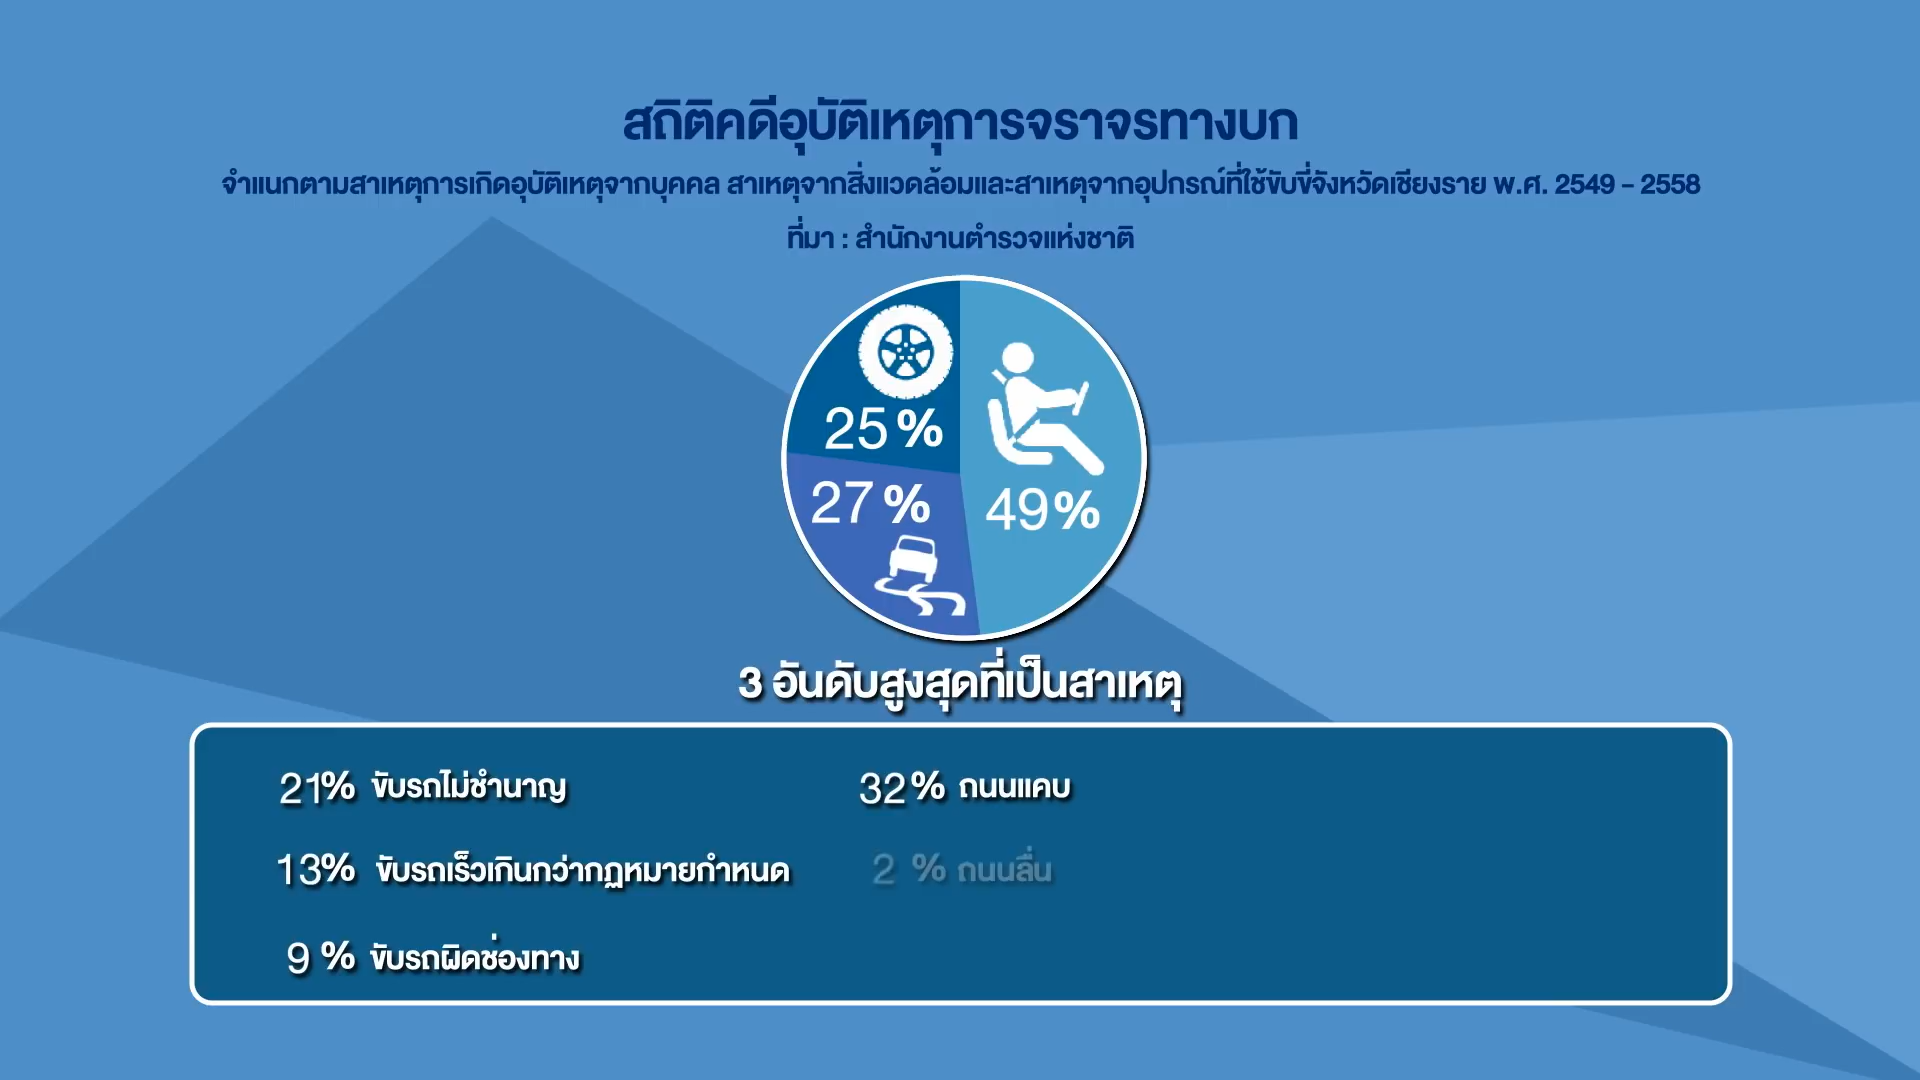 สถิติคดีอุบัติเหตุการจราจรทางบก
จำแนกตามสาเหตุการเกิดอุบัติเหตุจากบุคคล สาเหตุจากสิ่งแวดล้อมและสาเหตุจากอุปกรณ์ที่ใช้ขับขี่จังหวัดเชียงราย พ.ศ. 2549 - 2558
ที่มา : สำนักงานตำรวจแห่งชาติ
25 %
27 %
49%
3 อันดับสูงสุดที่เป็นสาเหตุ
21% ขับรถไม่ชำนาญ
13% ขับรถเร็วเกินกว่ากฏหมายกำหนด
9 % ขับรถผิดช่องทาง
32 % ถนนแคบ
2 % ถนนลื่น